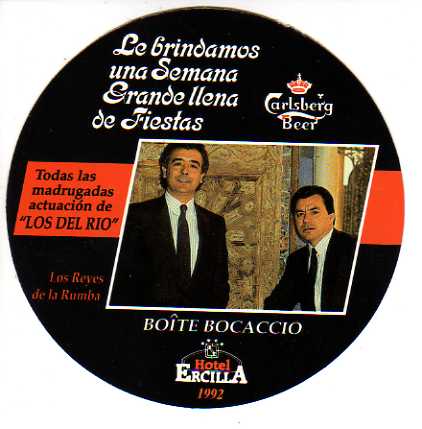 Le brindamos
una Semana
Grande llena
de Fiestas
Carlsberg
Beer
Todas las
madrugadas
actuación de
"LOS DEL RIO"
Los Reyes
de la Rumba
BOÎTE BOCACCIO
Hotel
ERCILLA
1992